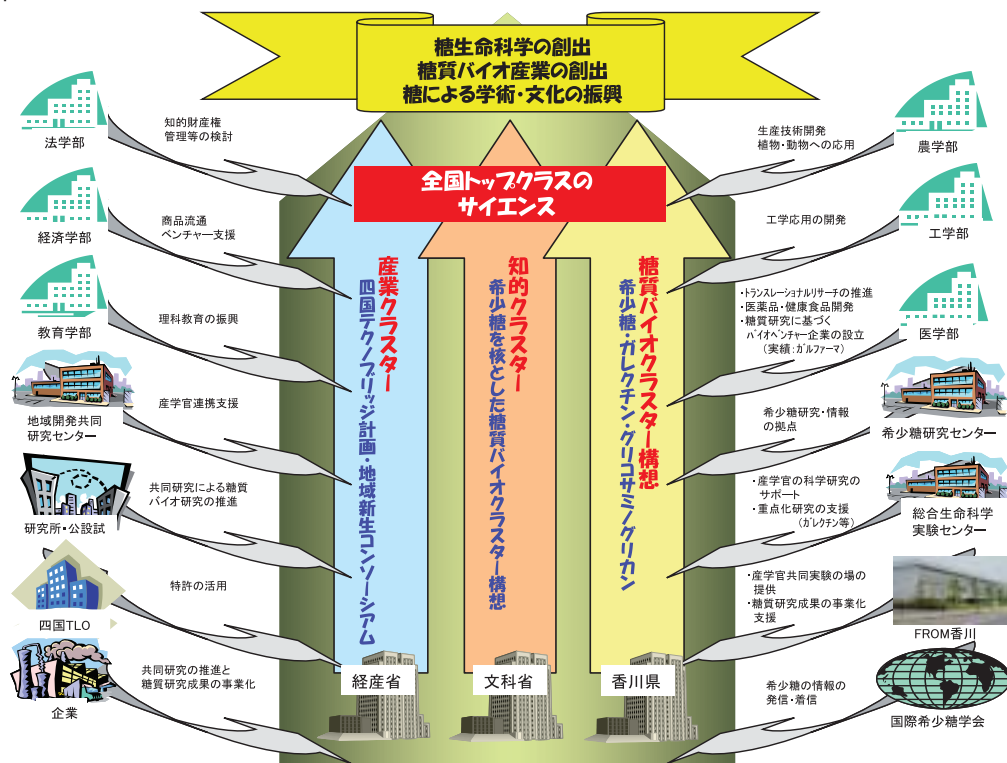 糖生命科学の創出
糖質バイオ産業の創出
糖による学術・文化の振興
全国トップクラスの
サイエンス
法学部
知的財産権
管理等の検討
経済学部
商品流通
ベンチャー支援
教育学部
理科教育の振興
地域開発共同
研究センター
産学官連携支援
研究所・公設試
共同研究による糖質
バイオ研究の推進
四国TLO
特許の活用
企業
共同研究の推進と
糖質研究成果の事業化
産業クラスター
四国テクノブリッジ計画・地域新生コンソーシアム
経産省
知的クラスター
希少糖を核とした糖質バイオクラスター構想
文科省
糖質バイオクラスター構想
希少糖・ガレクチン・グリコサミノグリカン
香川県
生産技術開発
植物・動物への応用
農学部
工学応用の開発
工学部
・トランスレーショナルリサーチの推進
・医薬品・健康食品開発
・糖質研究に基づく
バイオベンチャー企業の設立
(実績:ガルファーマ)
医学部
希少糖研究・情報
の拠点
希少糖研究センター
・産学官の科学研究の
サポート
・重点化研究の支援
(ガレクチン等)
総合生命科学
実験センター
・産学官共同実験の場の
提供
・糖質研究成果の事業化
支援
FROM香川
希少糖の情報の
発信・着信
国際希少糖学会